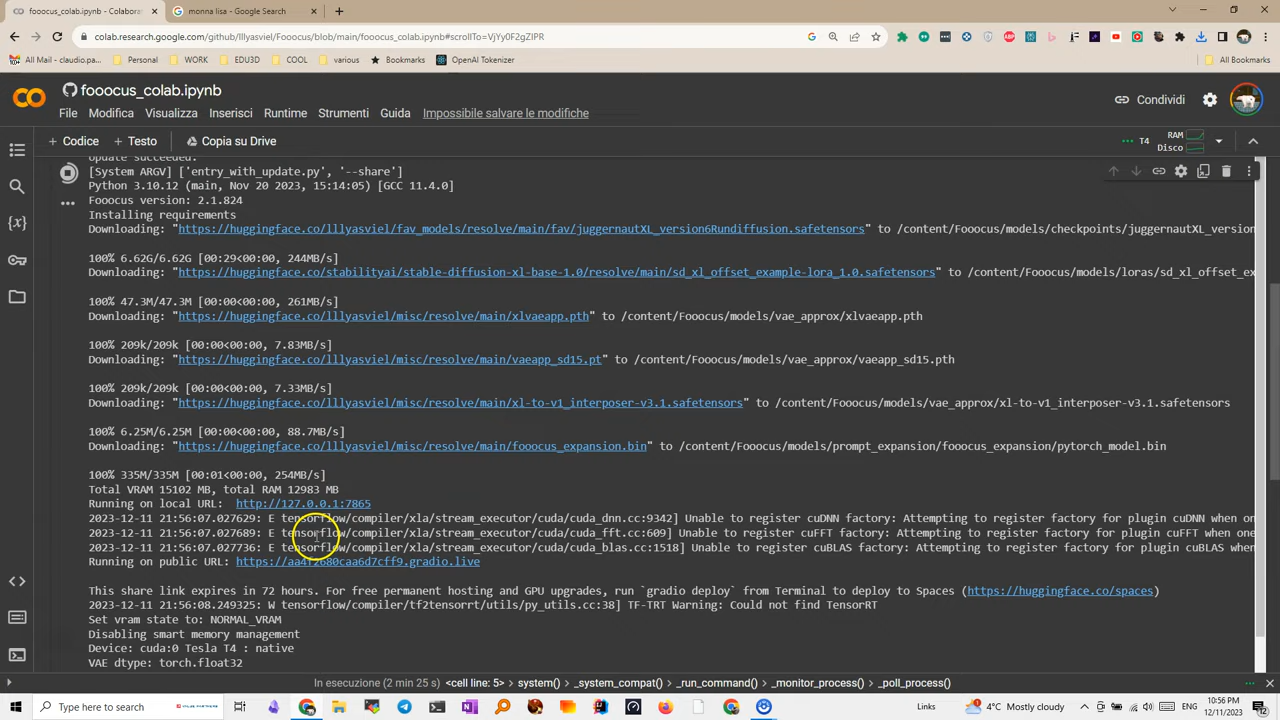 fooocus_colab.ipynb - Colab
monna lisa - Google Search
colab.research.google.com/github/lllyasviel/Fooocus/blob/main/fooocus_colab.ipynb#scrollTo=VjYy0F2gZIPR
All Mail - claudio.pa...
Personal
WORK
EDU3D
COOL
various
Bookmarks
OpenAI Tokenizer
All Bookmarks
fooocus_colab.ipynb
Condividi
File Modifica Visualizza Inserisci Runtime Strumenti Guida Impossibile salvare le modifiche
+ Codice + Testo Copia su Drive
T4 RAM Disco
Update succeeded.
[System ARGV] ['entry_with_update.py', '--share']
Python 3.10.12 (main, Nov 20 2023, 15:14:05) [GCC 11.4.0]
Fooocus version: 2.1.824
Installing requirements
Downloading: "https://huggingface.co/lllyasviel/fav_models/resolve/main/fav/juggernautXL_version6Rundiffusion.safetensors" to /content/Fooocus/models/checkpoints/juggernautXL_version
100% 6.62G/6.62G [00:29<00:00, 244MB/s]
Downloading: "https://huggingface.co/stabilityai/stable-diffusion-xl-base-1.0/resolve/main/sd_xl_offset_example-lora_1.0.safetensors" to /content/Fooocus/models/loras/sd_xl_offset_ex
100% 47.3M/47.3M [00:00<00:00, 261MB/s]
Downloading: "https://huggingface.co/lllyasviel/misc/resolve/main/xlvaeapp.pth" to /content/Fooocus/models/vae_approx/xlvaeapp.pth
100% 209k/209k [00:00<00:00, 7.83MB/s]
Downloading: "https://huggingface.co/lllyasviel/misc/resolve/main/vaeapp_sd15.pt" to /content/Fooocus/models/vae_approx/vaeapp_sd15.pth
100% 209k/209k [00:00<00:00, 7.33MB/s]
Downloading: "https://huggingface.co/lllyasviel/misc/resolve/main/xl-to-v1_interposer-v3.1.safetensors" to /content/Fooocus/models/vae_approx/xl-to-v1_interposer-v3.1.safetensors
100% 6.25M/6.25M [00:00<00:00, 88.7MB/s]
Downloading: "https://huggingface.co/lllyasviel/misc/resolve/main/fooocus_expansion.bin" to /content/Fooocus/models/prompt_expansion/fooocus_expansion/pytorch_model.bin
100% 335M/335M [00:01<00:00, 254MB/s]
Total VRAM 15102 MB, total RAM 12983 MB
Running on local URL: http://127.0.0.1:7865
2023-12-11 21:56:07.027629: E tensorflow/compiler/xla/stream_executor/cuda/cuda_dnn.cc:9342] Unable to register cuDNN factory: Attempting to register factory for plugin cuDNN when on
2023-12-11 21:56:07.027689: E tensorflow/compiler/xla/stream_executor/cuda/cuda_fft.cc:609] Unable to register cuFFT factory: Attempting to register factory for plugin cuFFT when one
2023-12-11 21:56:07.027736: E tensorflow/compiler/xla/stream_executor/cuda/cuda_blas.cc:1518] Unable to register cuBLAS factory: Attempting to register factory for plugin cuBLAS when
Running on public URL: https://aa4f2680caa6d7cff9.gradio.live
This share link expires in 72 hours. For free permanent hosting and GPU upgrades, run `gradio deploy` from Terminal to deploy to Spaces (https://huggingface.co/spaces)
2023-12-11 21:56:08.249325: W tensorflow/compiler/tf2tensorrt/utils/py_utils.cc:38] TF-TRT Warning: Could not find TensorRT
Set vram state to: NORMAL_VRAM
Disabling smart memory management
Device: cuda:0 Tesla T4 : native
VAE dtype: torch.float32
In esecuzione (2 min 25 s) <cell line: 5> system() _system_compat() _run_command() _monitor_process() _poll_process()
Type here to search
Links
4°C Mostly cloudy
10:56 PM
12/11/2023